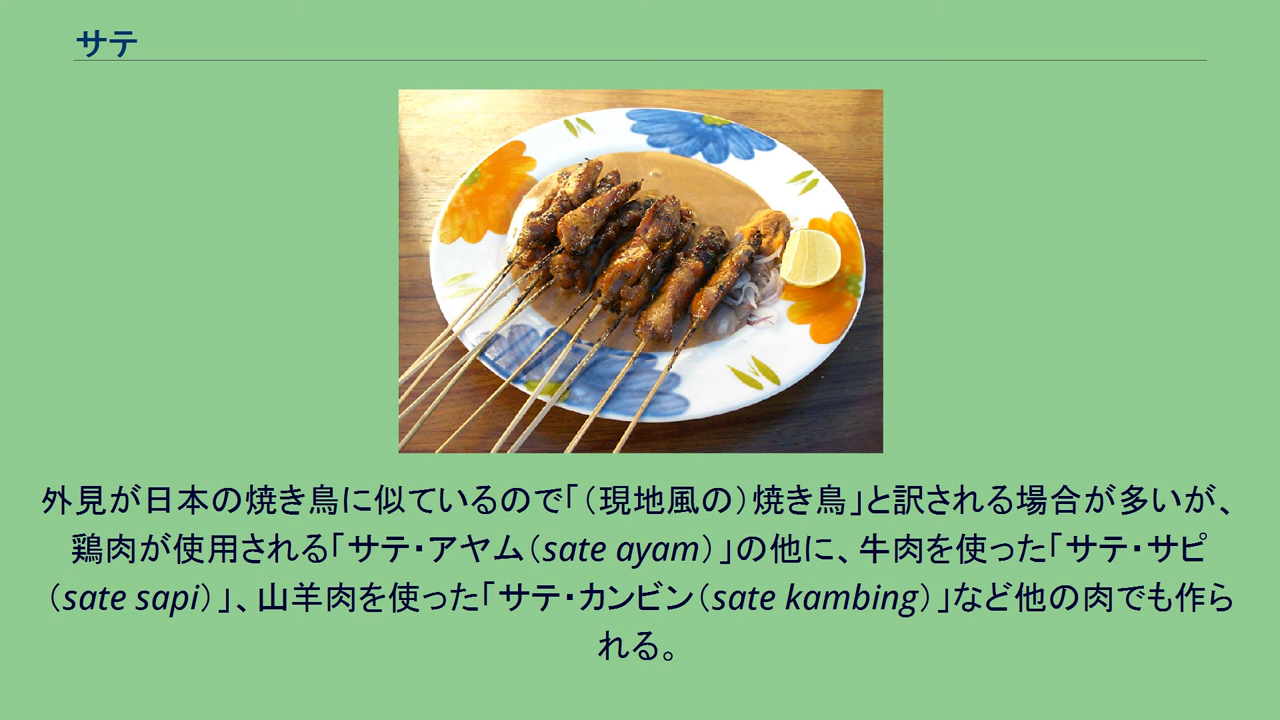 サテ
外見が日本の焼き鳥に似ているので「（現地風の）焼き鳥」と訳される場合が多いが、
鶏肉が使用される「サテ・アヤム（sate ayam）」の他に、牛肉を使った「サテ・サピ
（sate sapi）」、山羊肉を使った「サテ・カンビン（sate kambing）」など他の肉でも作ら
れる。